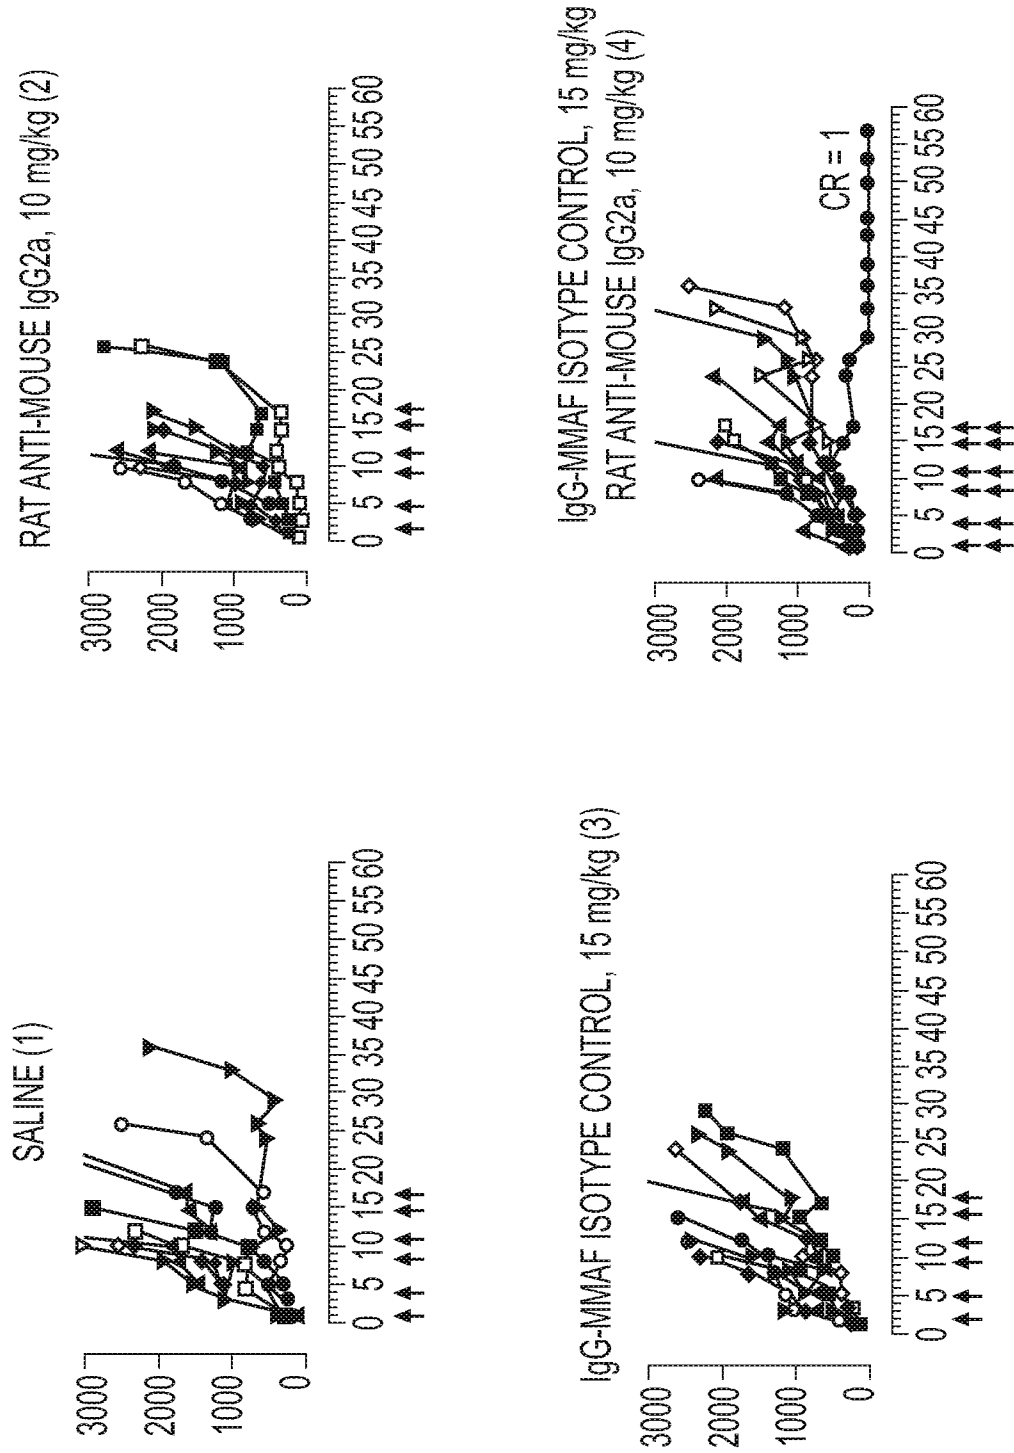 SALINE (1)
3000
2000
1000
0
0 5 10 15 20 25 30 35 40 45 50 55 60
RAT ANTI-MOUSE IgG2a, 10 mg/kg (2)
3000
2000
1000
0
0 5 10 15 20 25 30 35 40 45 50 55 60
IgG-MMAF ISOTYPE CONTROL, 15 mg/kg (3)
3000
2000
1000
0
0 5 10 15 20 25 30 35 40 45 50 55 60
IgG-MMAF ISOTYPE CONTROL, 15 mg/kg
RAT ANTI-MOUSE IgG2a, 10 mg/kg (4)
3000
2000
1000
0
CR = 1
0 5 10 15 20 25 30 35 40 45 50 55 60